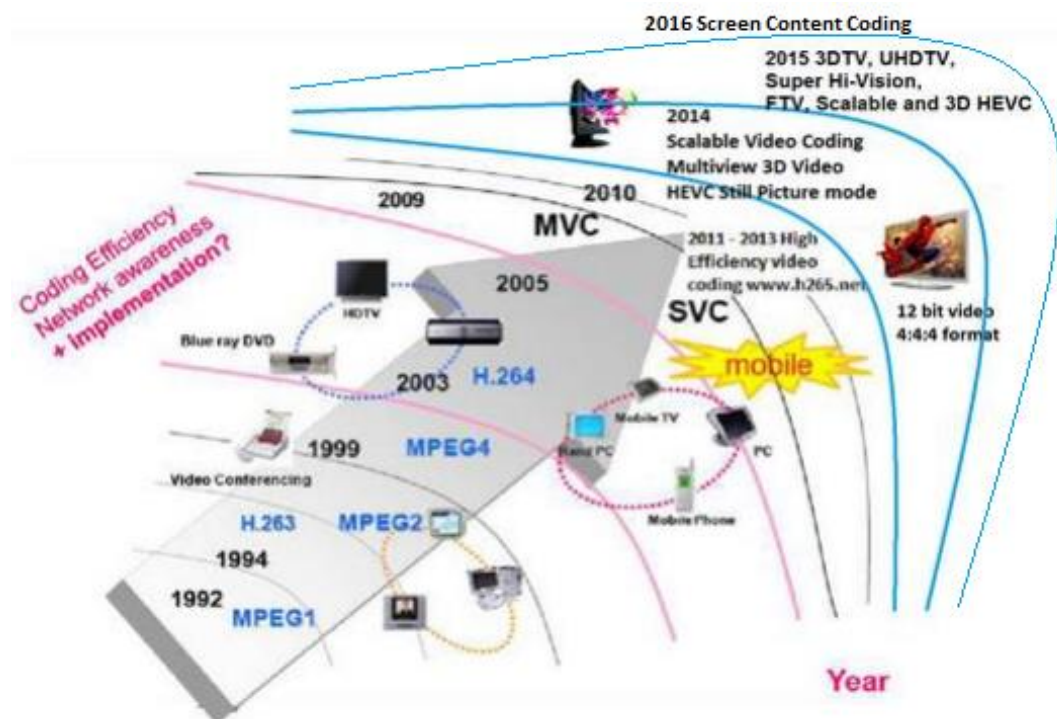 2016 Screen Content Coding
2015 3DTV, UHDTV,
Super Hi-Vision,
FTV, Scalable and 3D HEVC
2014
Scalable Video Coding
Multiview 3D Video
HEVC Still Picture mode
2010
2009
MVC
2011 - 2013 High
Efficiency video
coding www.h265.net
SVC
12 bit video
4:4:4 format
Coding Efficiency
Network awareness
+ Implementation?
2005
HDTV
Blue ray DVD
2003
H.264
mobile
Mobile TV
Hand PC
PC
Mobile Phone
1999
MPEG4
Video Conferencing
H.263
MPEG2
1994
1992
MPEG1
Year